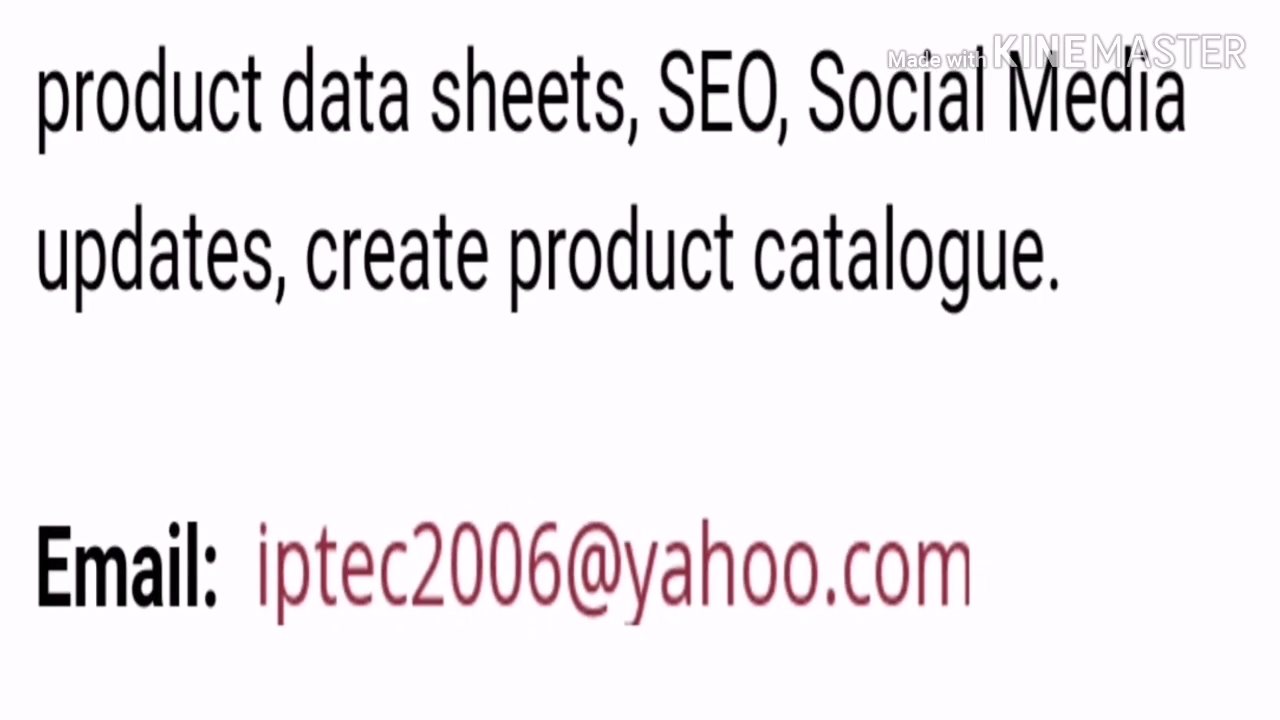 Made with KINEMASTER
product data sheets, SEO, Social Media
updates, create product catalogue.
Email: iptec2006@yahoo.com